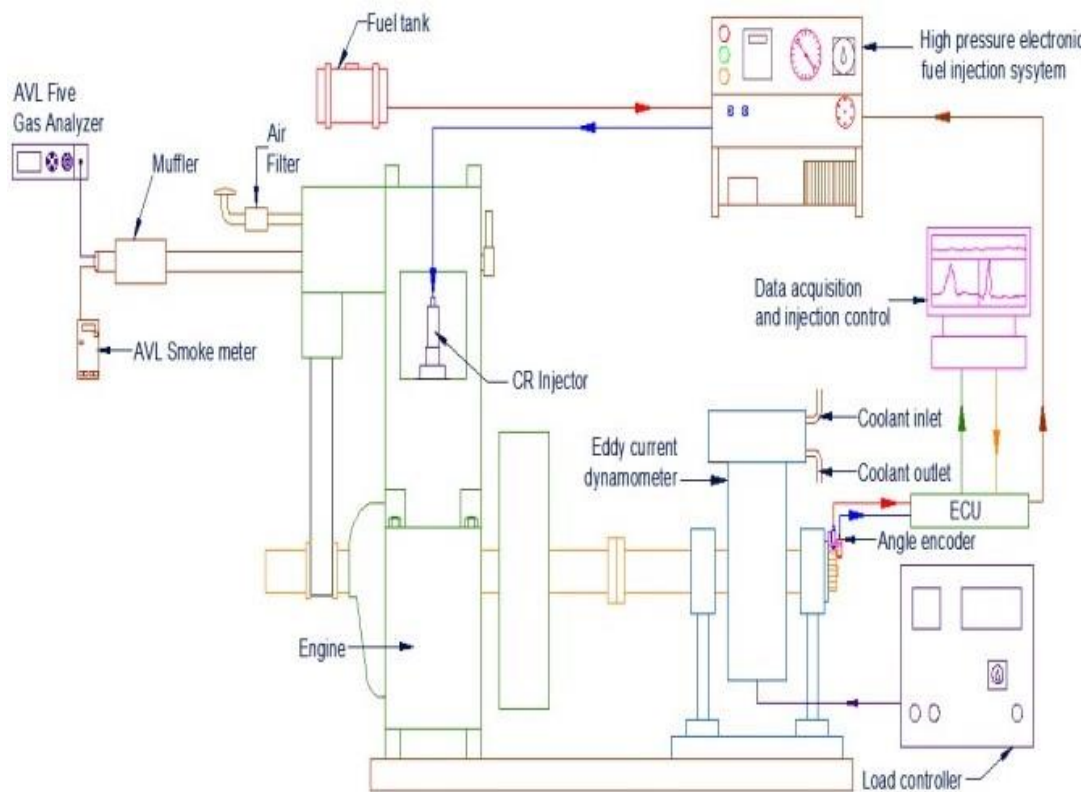 Fuel tank
High pressure electronic
fuel injection sysytem
AVL Five
Gas Analyzer
Air
Filter
Muffler
Data acquisition
and injection control
AVL Smoke meter
CR Injector
Coolant inlet
Eddy current
dynamometer
Coolant outlet
ECU
Angle encoder
Engine
Load controller